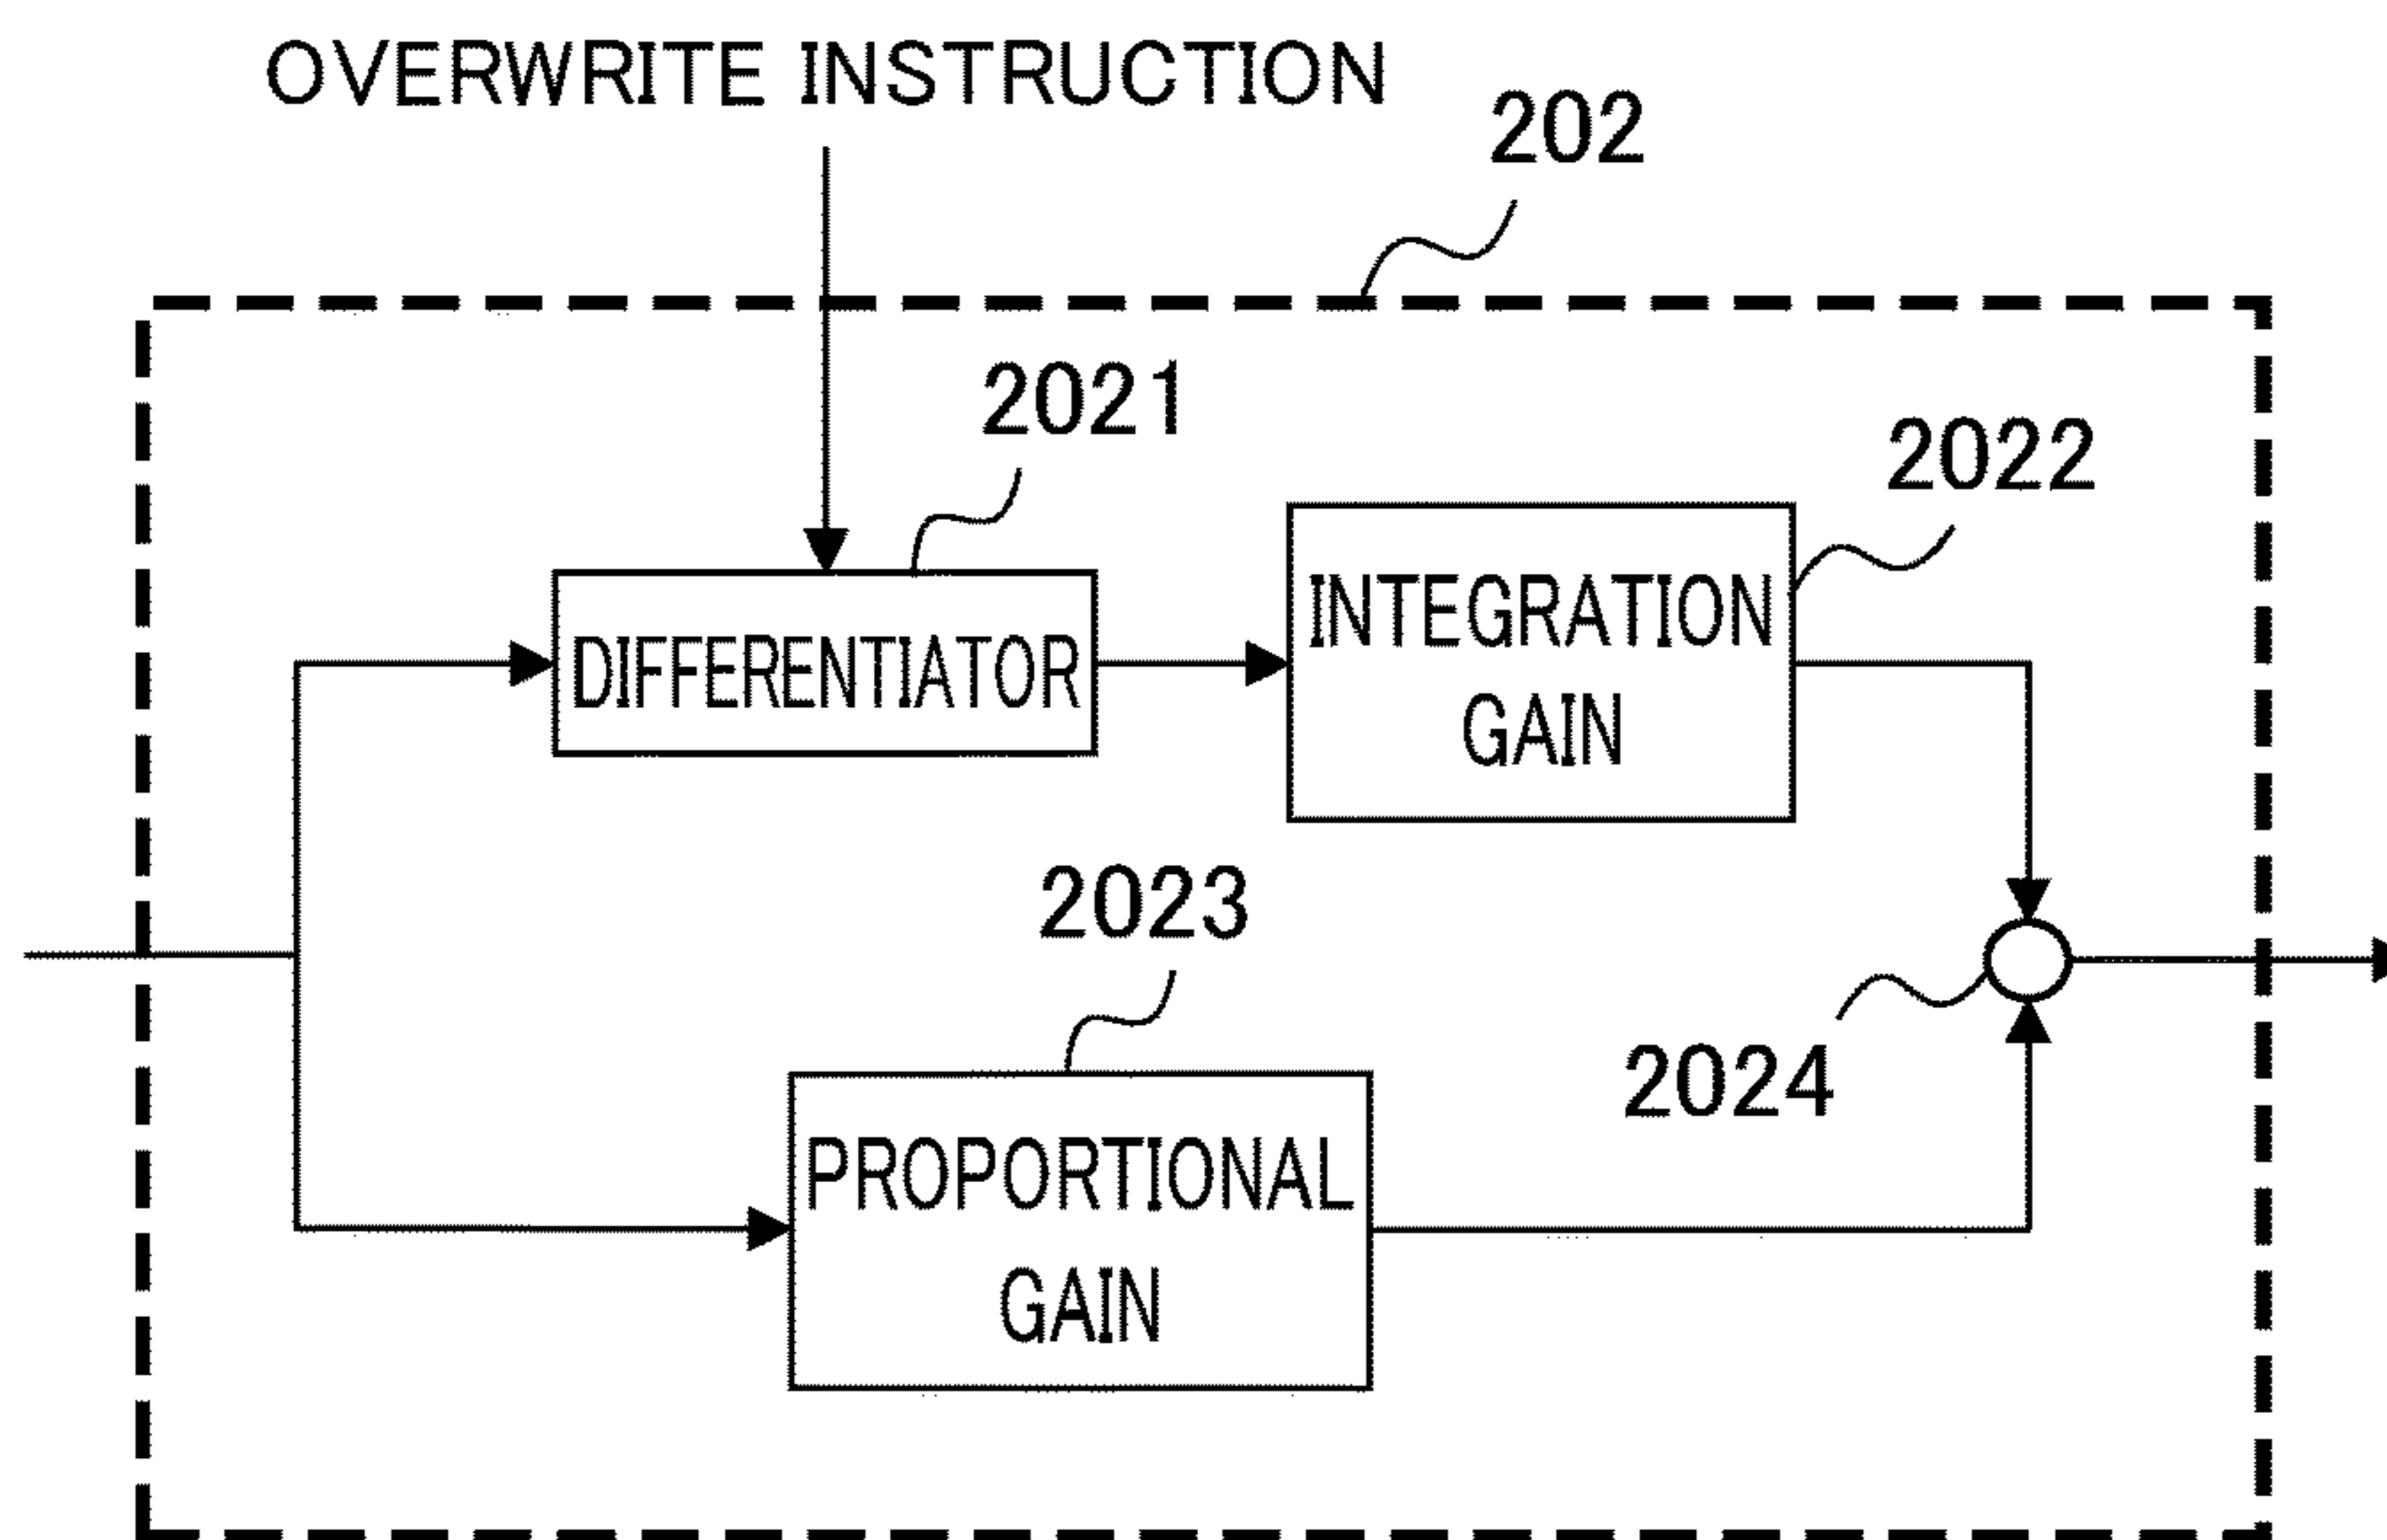 OVERWRITE INSTRUCTION
202
2021
2022
DIFFERENTIATOR
INTEGRATION
GAIN
2023
2024
PROPORTIONAL
GAIN